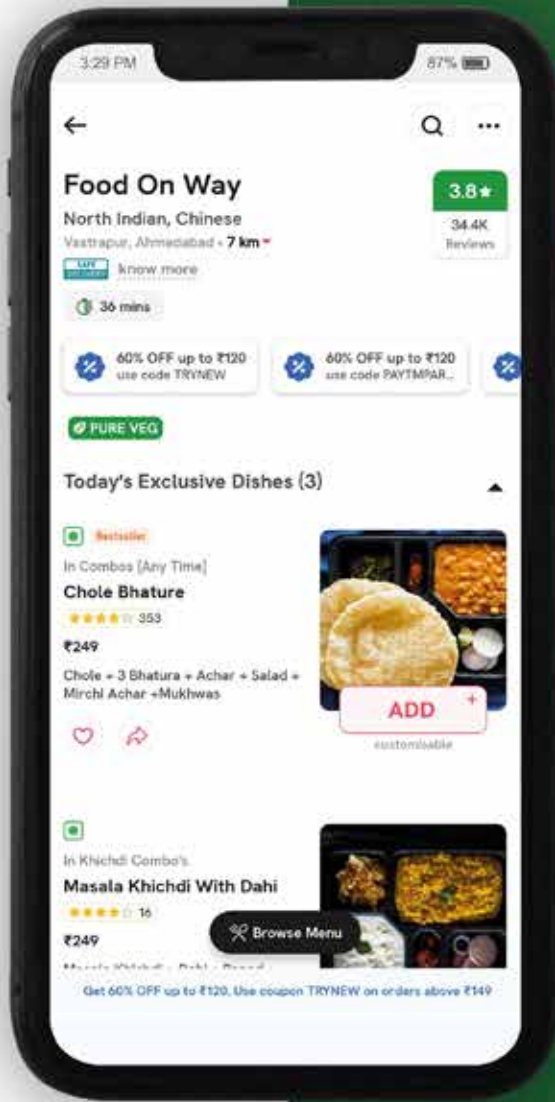 3:29 PM
87%
Food On Way
3.8★
North Indian, Chinese
34.4K
Vastrapur, Ahmedabad • 7 km
Reviews
know more
36 mins
60% OFF up to ₹120
use code TRYNEW
60% OFF up to ₹120
use code PAYTMPAR...
PURE VEG
Today's Exclusive Dishes (3)
Bestseller
In Combos [Any Time]
Chole Bhature
353
₹249
Chole + 3 Bhatura + Achar + Salad +
Mirchi Achar +Mukhwas
ADD +
customisable
In Khichdi Combo's
Masala Khichdi With Dahi
16
₹249
Browse Menu
Get 60% OFF up to ₹120. Use coupon TRYNEW on orders above ₹149